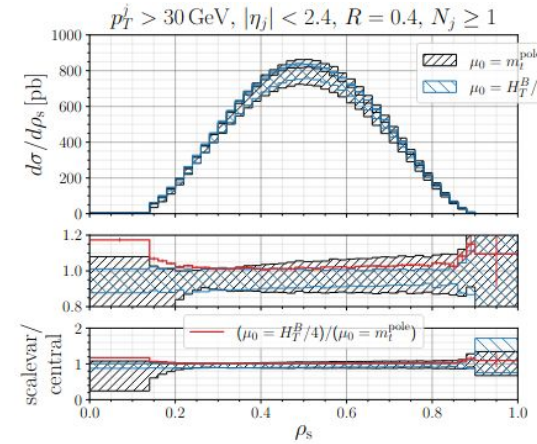 p_T^j > 30 GeV, |η_j| < 2.4, R = 0.4, N_j ≥ 1
1000
800
600
400
200
0
dσ/dρ_s [pb]
μ_0 = m_t^pole
μ_0 = H_T^B/
1.2
1.0
0.8
2
1
0
scalevar/
central
(μ_0 = H_T^B/4)/(μ_0 = m_t^pole)
0.0 0.2 0.4 0.6 0.8 1.0
ρ_s